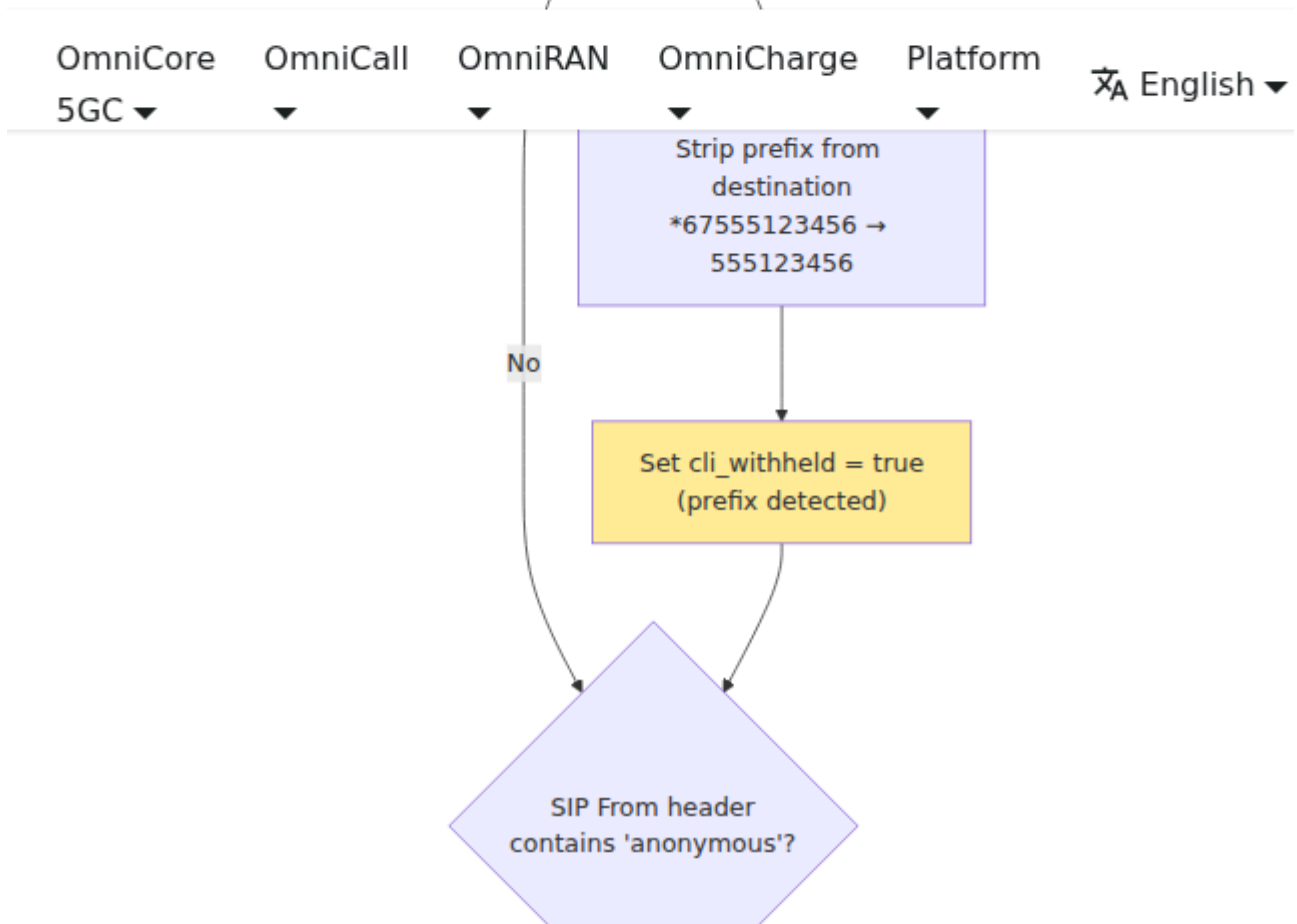 OmniCore
5GC
OmniCall
OmniRAN
OmniCharge
Platform
English
Strip prefix from
destination
*67555123456 →
555123456
No
Set cli_withheld = true
(prefix detected)
SIP From header
contains 'anonymous'?